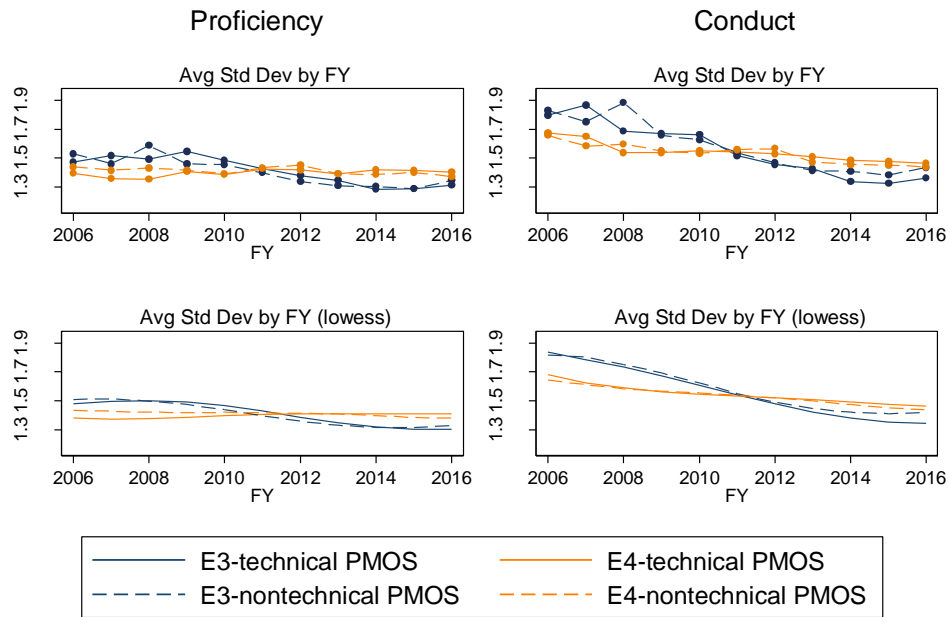 Proficiency
Conduct
Avg Std Dev by FY
1.3 1.5 1.7 1.9
2006 2008 2010 2012 2014 2016
FY
Avg Std Dev by FY
1.3 1.5 1.7 1.9
2006 2008 2010 2012 2014 2016
FY
Avg Std Dev by FY (lowess)
1.3 1.5 1.7 1.9
2006 2008 2010 2012 2014 2016
FY
Avg Std Dev by FY (lowess)
1.3 1.5 1.7 1.9
2006 2008 2010 2012 2014 2016
FY
E3-technical PMOS
E4-technical PMOS
E3-nontechnical PMOS
E4-nontechnical PMOS